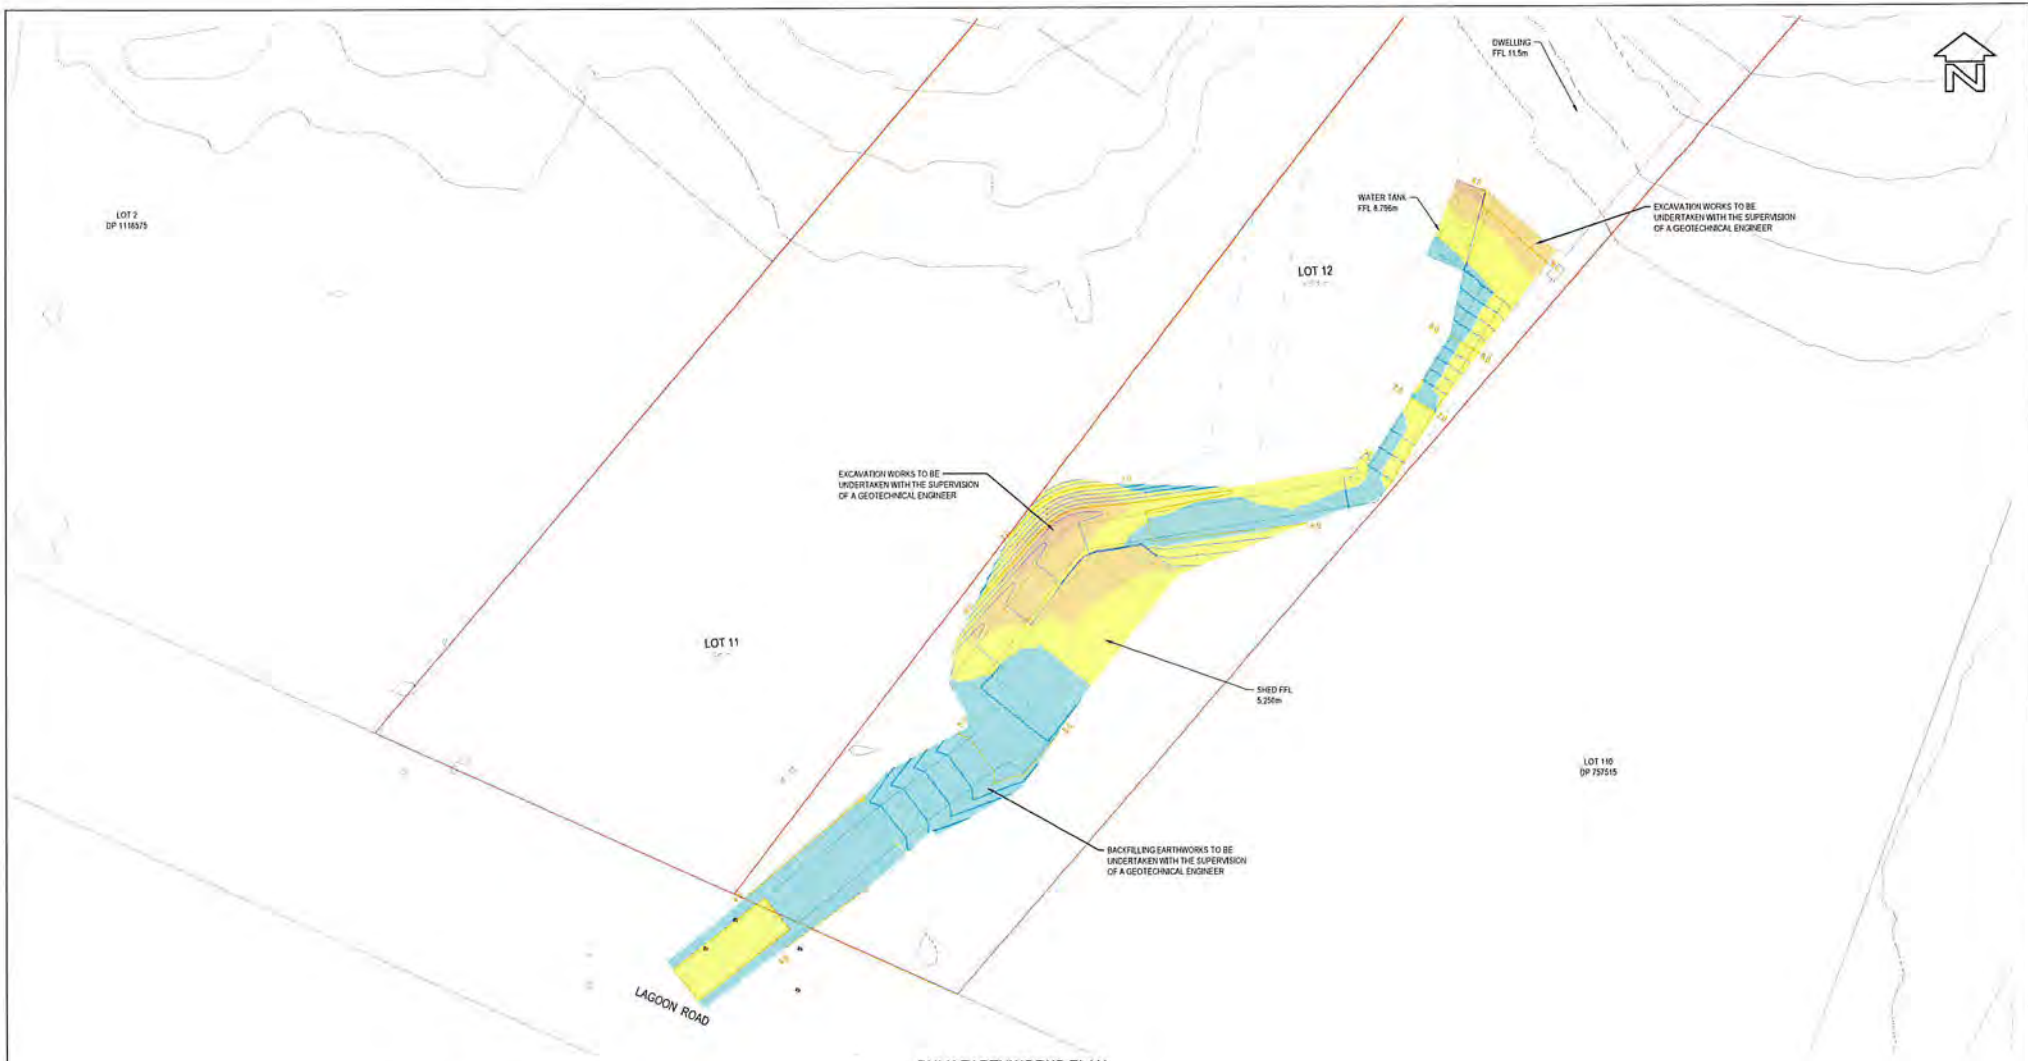 DWELLING
FFL 11.5m
N
LOT 2
DP 1118575
WATER TANK
FFL 8.796m
EXCAVATION WORKS TO BE
UNDERTAKEN WITH THE SUPERVISION
OF A GEOTECHNICAL ENGINEER
LOT 12
EXCAVATION WORKS TO BE
UNDERTAKEN WITH THE SUPERVISION
OF A GEOTECHNICAL ENGINEER
LOT 11
SHED FFL
5.250m
LOT 110
DP 757515
BACKFILLING EARTHWORKS TO BE
UNDERTAKEN WITH THE SUPERVISION
OF A GEOTECHNICAL ENGINEER
LAGOON ROAD